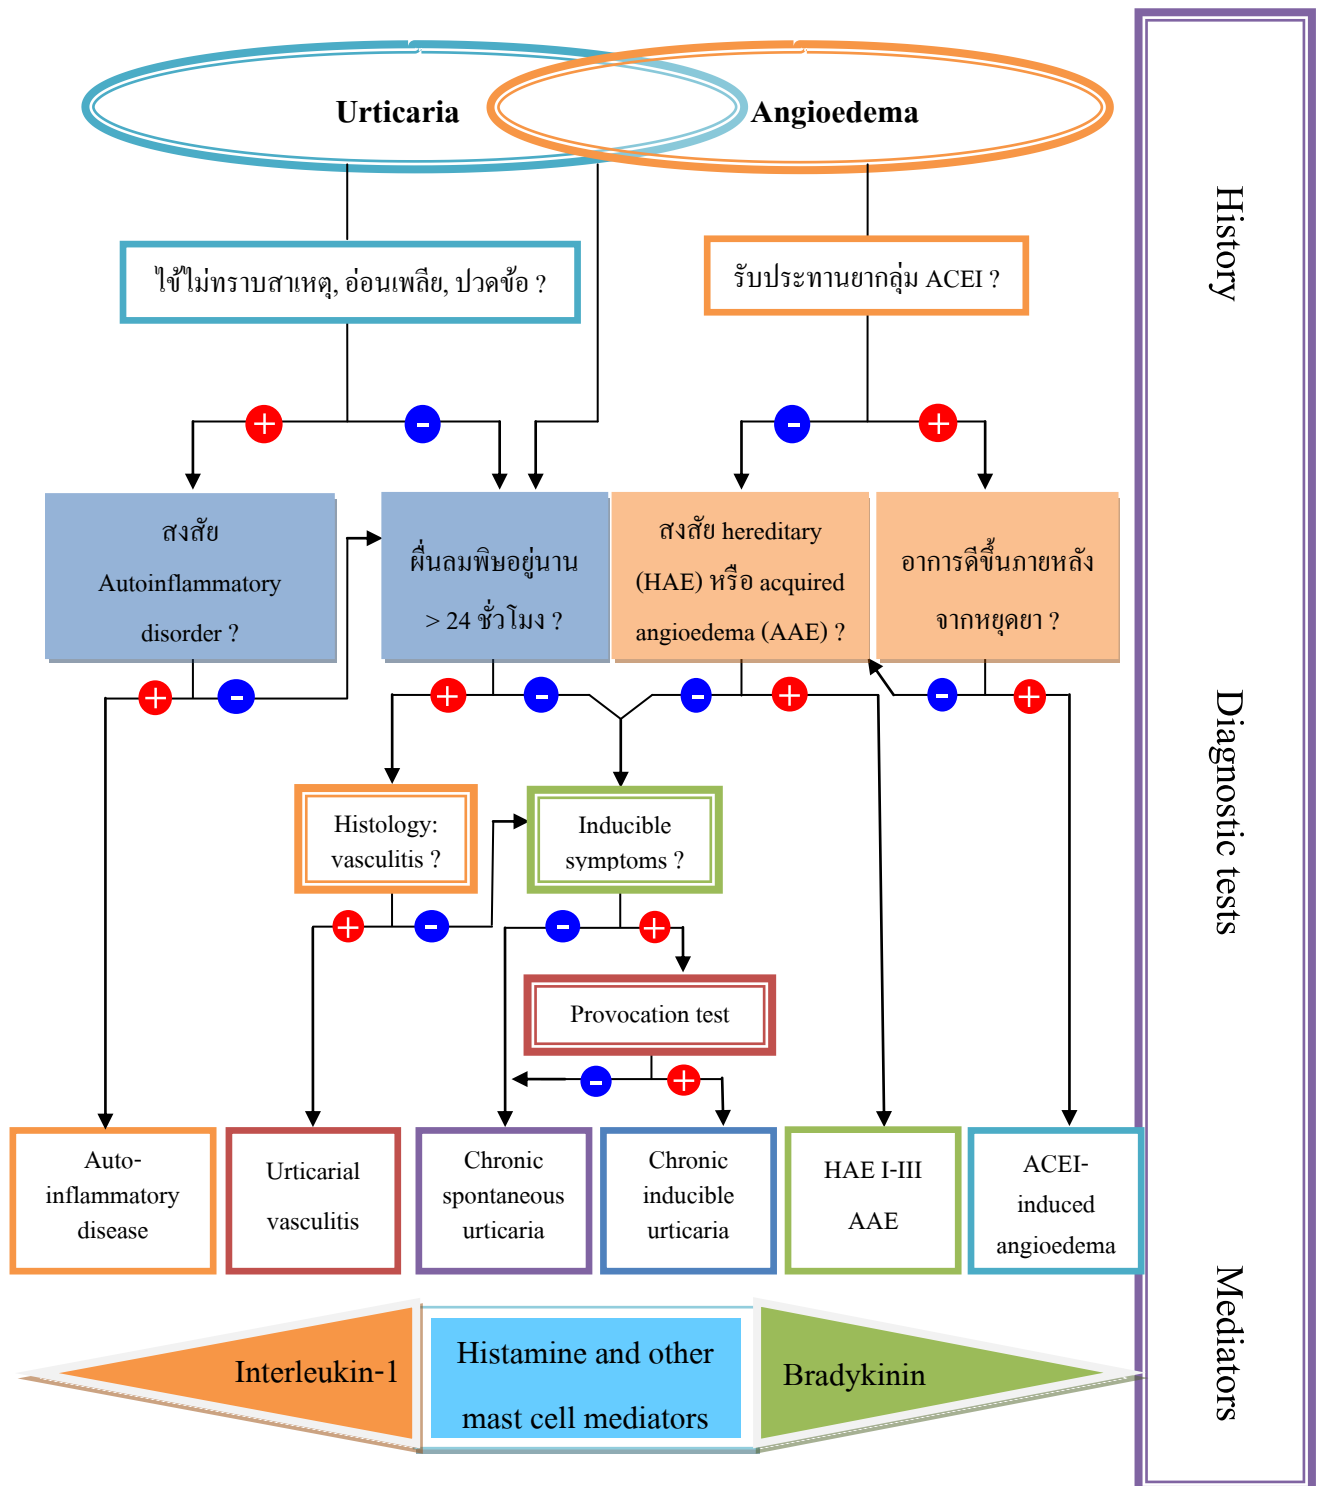 Urticaria
Angioedema
ไข้ไม่ทราบสาเหตุ, อ่อนเพลีย, ปวดข้อ ?
รับประทานยากลุ่ม ACEI ?
+
-
-
+
สงสัย
Autoinflammatory
disorder ?
ผื่นลมพิษอยู่นาน
> 24 ชั่วโมง ?
สงสัย hereditary
(HAE) หรือ acquired
angioedema (AAE) ?
อาการดีขึ้นภายหลัง
จากหยุดยา ?
+
-
+
-
-
+
-
+
Histology:
vasculitis ?
Inducible
symptoms ?
+
-
-
+
Provocation test
-
+
Auto-
inflammatory
disease
Urticarial
vasculitis
Chronic
spontaneous
urticaria
Chronic
inducible
urticaria
HAE I-III
AAE
ACEI-
induced
angioedema
Interleukin-1
Histamine and other
mast cell mediators
Bradykinin
History
Diagnostic tests
Mediators